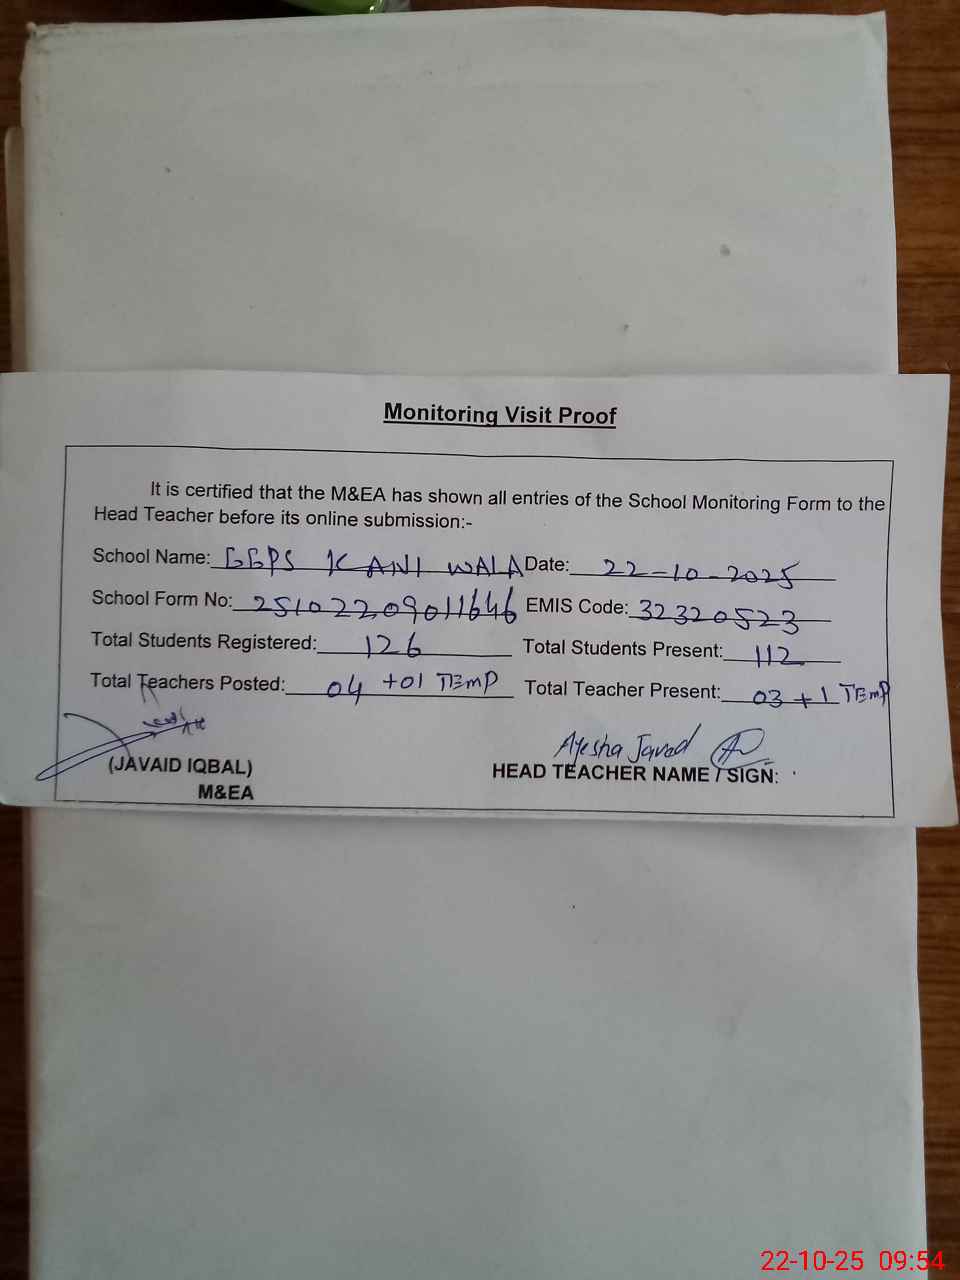 Monitoring Visit Proof
It is certified that the M&EA has shown all entries of the School Monitoring Form to the
Head Teacher before its online submission:-
School Name: GGPS KANI WALA Date: 22-10-2025
School Form No: 2510220901 1646 EMIS Code: 32320523
Total Students Registered: 126 Total Students Present: 112
Total Teachers Posted: 04 +01 TEMP Total Teacher Present: 03 + 1 TEMP
Ayesha Javed
(JAVAID IQBAL) HEAD TEACHER NAME / SIGN:
M&EA
22-10-25 09:54